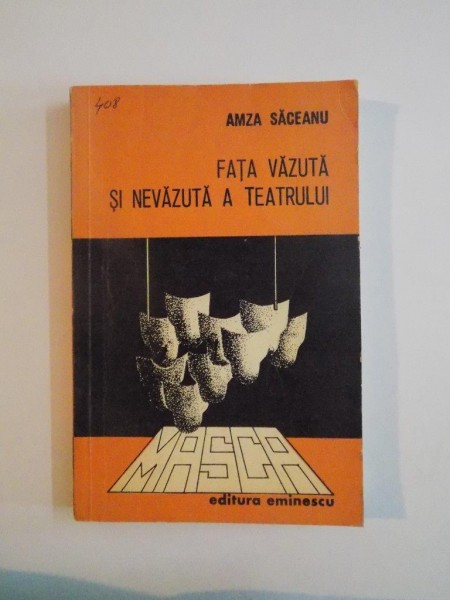 408
AMZA SĂCEANU
FAȚA VĂZUTĂ
ȘI NEVĂZUTĂ A TEATRULUI
MASCA
editura eminescu